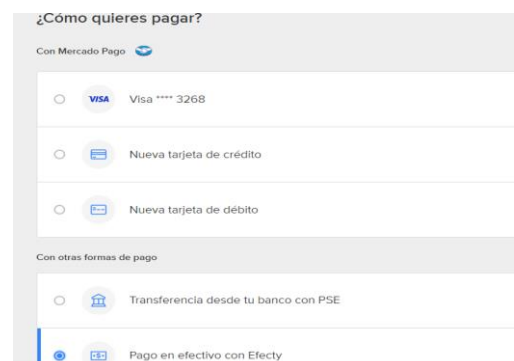 ¿Cómo quieres pagar?
Con Mercado Pago
VISA Visa **** 3268
Nueva tarjeta de crédito
Nueva tarjeta de débito
Con otras formas de pago
Transferencia desde tu banco con PSE
Pago en efectivo con Efecty